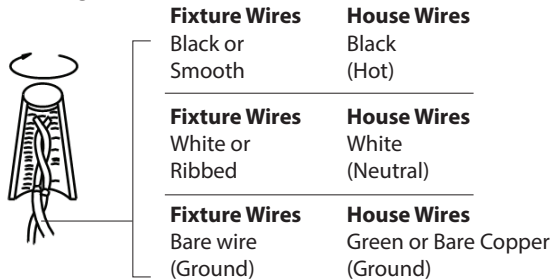 Fixture Wires House Wires
Black or Black
Smooth (Hot)
Fixture Wires House Wires
White or White
Ribbed (Neutral)
Fixture Wires House Wires
Bare wire Green or Bare Copper
(Ground) (Ground)